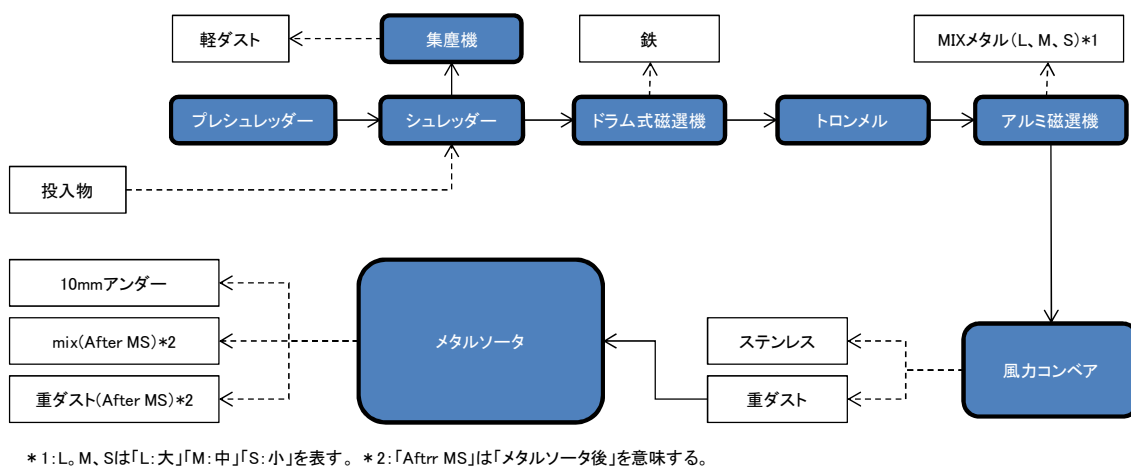 軽ダスト
集塵機
鉄
MIXメタル(L、M、S)*1
プレシュレッダー
シュレッダー
ドラム式磁選機
トロンメル
アルミ磁選機
投入物
10mmアンダー
mix(After MS)*2
重ダスト(After MS)*2
メタルソータ
ステンレス
重ダスト
風力コンベア
*1:L。M、Sは「L:大」「M:中」「S:小」を表す。 *2:「Aftrr MS」は「メタルソータ後」を意味する。